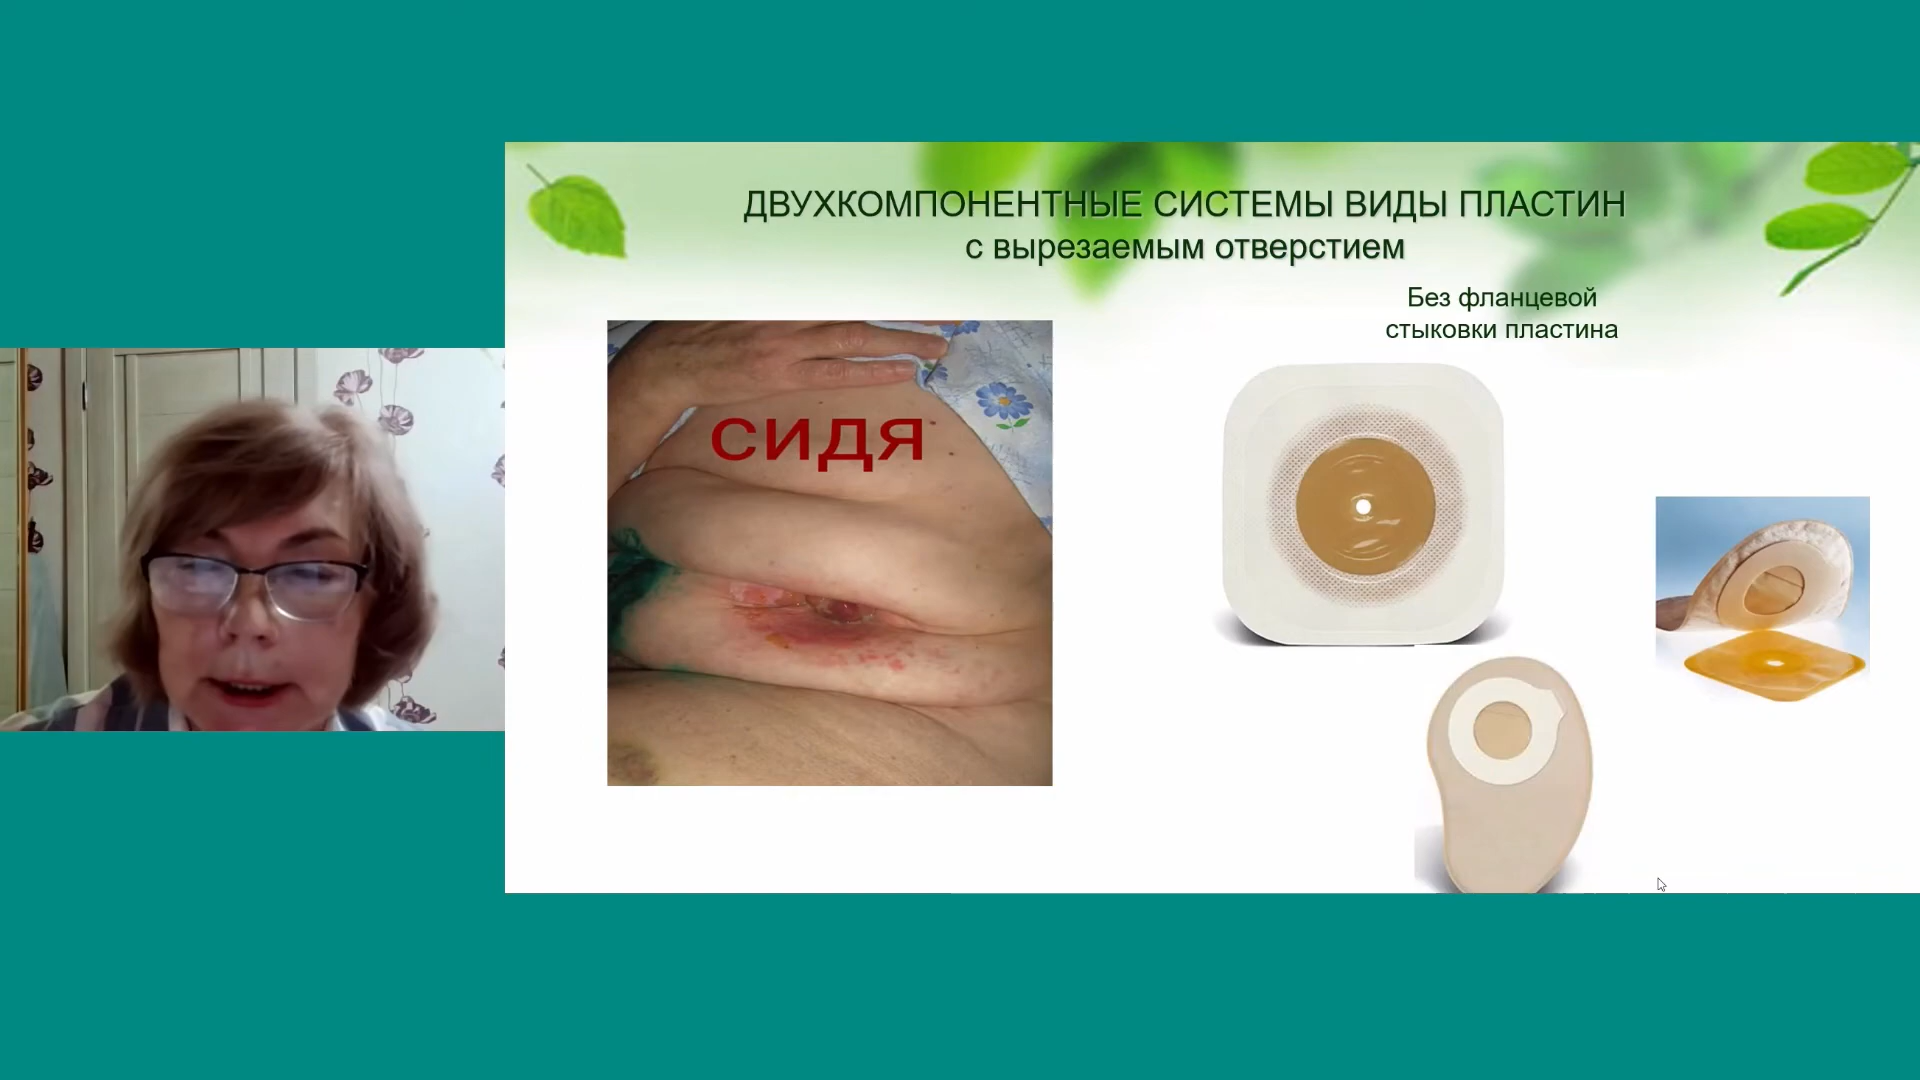 ДВУХКОМПОНЕНТНЫЕ СИСТЕМЫ ВИДЫ ПЛАСТИН
с вырезаемым отверстием
Без фланцевой
стыковки пластина
СИДЯ